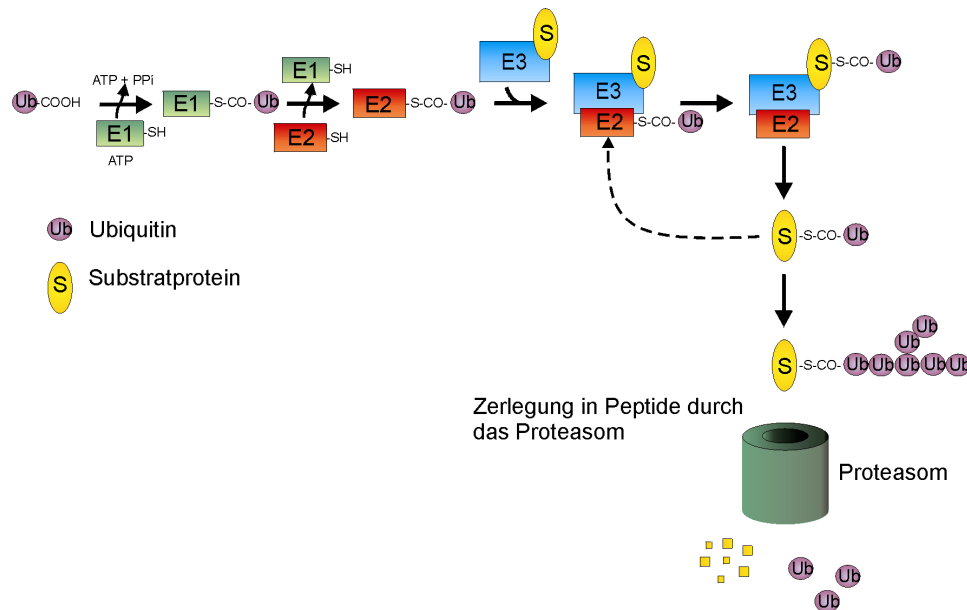 Ub-COOH
ATP + PPi
E1-SH
ATP
E1-S-CO-Ub
E1-SH
E2-SH
E2-S-CO-Ub
E3 S
E3 S
E2-S-CO-Ub
S-S-CO-Ub
E3
E2
S-S-CO-Ub
Ub Ubiquitin
S Substratprotein
S-S-CO-Ub Ub Ub Ub Ub
Ub
Ub
Zerlegung in Peptide durch
das Proteasom
Proteasom
Ub
Ub
Ub